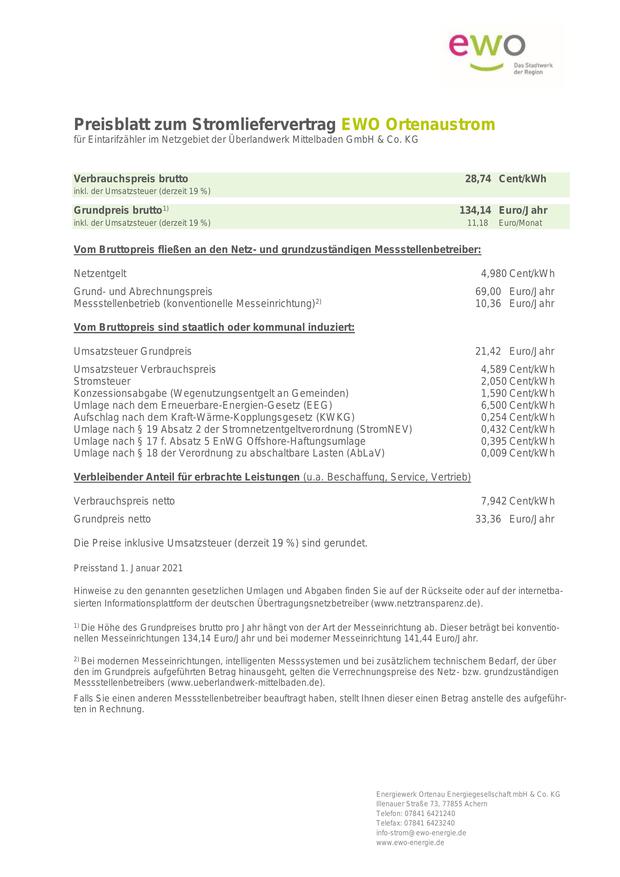 ewo
Das Stadtwerk
der Region
Preisblatt zum Stromliefervertrag EWO Ortenaustrom
für Eintarifzähler im Netzgebiet der Überlandwerk Mittelbaden GmbH & Co. KG
Verbrauchspreis brutto 28,74 Cent/kWh
inkl. der Umsatzsteuer (derzeit 19 %)
Grundpreis brutto1) 134,14 Euro/Jahr
inkl. der Umsatzsteuer (derzeit 19 %) 11,18 Euro/Monat
Vom Bruttopreis fließen an den Netz- und grundzuständigen Messstellenbetreiber:
Netzentgelt 4,980 Cent/kWh
Grund- und Abrechnungspreis 69,00 Euro/Jahr
Messstellenbetrieb (konventionelle Messeinrichtung)2) 10,36 Euro/Jahr
Vom Bruttopreis sind staatlich oder kommunal induziert:
Umsatzsteuer Grundpreis 21,42 Euro/Jahr
Umsatzsteuer Verbrauchspreis 4,589 Cent/kWh
Stromsteuer 2,050 Cent/kWh
Konzessionsabgabe (Wegenutzungsentgelt an Gemeinden) 1,590 Cent/kWh
Umlage nach dem Erneuerbare-Energien-Gesetz (EEG) 6,500 Cent/kWh
Aufschlag nach dem Kraft-Wärme-Kopplungsgesetz (KWKG) 0,254 Cent/kWh
Umlage nach § 19 Absatz 2 der Stromnetzentgeltverordnung (StromNEV) 0,432 Cent/kWh
Umlage nach § 17 f. Absatz 5 EnWG Offshore-Haftungsumlage 0,395 Cent/kWh
Umlage nach § 18 der Verordnung zu abschaltbare Lasten (AbLaV) 0,009 Cent/kWh
Verbleibender Anteil für erbrachte Leistungen (u.a. Beschaffung, Service, Vertrieb)
Verbrauchspreis netto 7,942 Cent/kWh
Grundpreis netto 33,36 Euro/Jahr
Die Preise inklusive Umsatzsteuer (derzeit 19 %) sind gerundet.
Preisstand 1. Januar 2021
Hinweise zu den genannten gesetzlichen Umlagen und Abgaben finden Sie auf der Rückseite oder auf der internetba-
sierten Informationsplattform der deutschen Übertragungsnetzbetreiber (www.netztransparenz.de).
1) Die Höhe des Grundpreises brutto pro Jahr hängt von der Art der Messeinrichtung ab. Dieser beträgt bei konventio-
nellen Messeinrichtungen 134,14 Euro/Jahr und bei moderner Messeinrichtung 141,44 Euro/Jahr.
2) Bei modernen Messeinrichtungen, intelligenten Messsystemen und bei zusätzlichem technischem Bedarf, der über
den im Grundpreis aufgeführten Betrag hinausgeht, gelten die Verrechnungspreise des Netz- bzw. grundzuständigen
Messstellenbetreibers (www.ueberlandwerk-mittelbaden.de).
Falls Sie einen anderen Messstellenbetreiber beauftragt haben, stellt Ihnen dieser einen Betrag anstelle des aufgeführ-
ten in Rechnung.
Energiewerk Ortenau Energiegesellschaft mbH & Co. KG
Illenauer Straße 73, 77855 Achern
Telefon: 07841 6421240
Telefax: 07841 6423240
info-strom@ewo-energie.de
www.ewo-energie.de